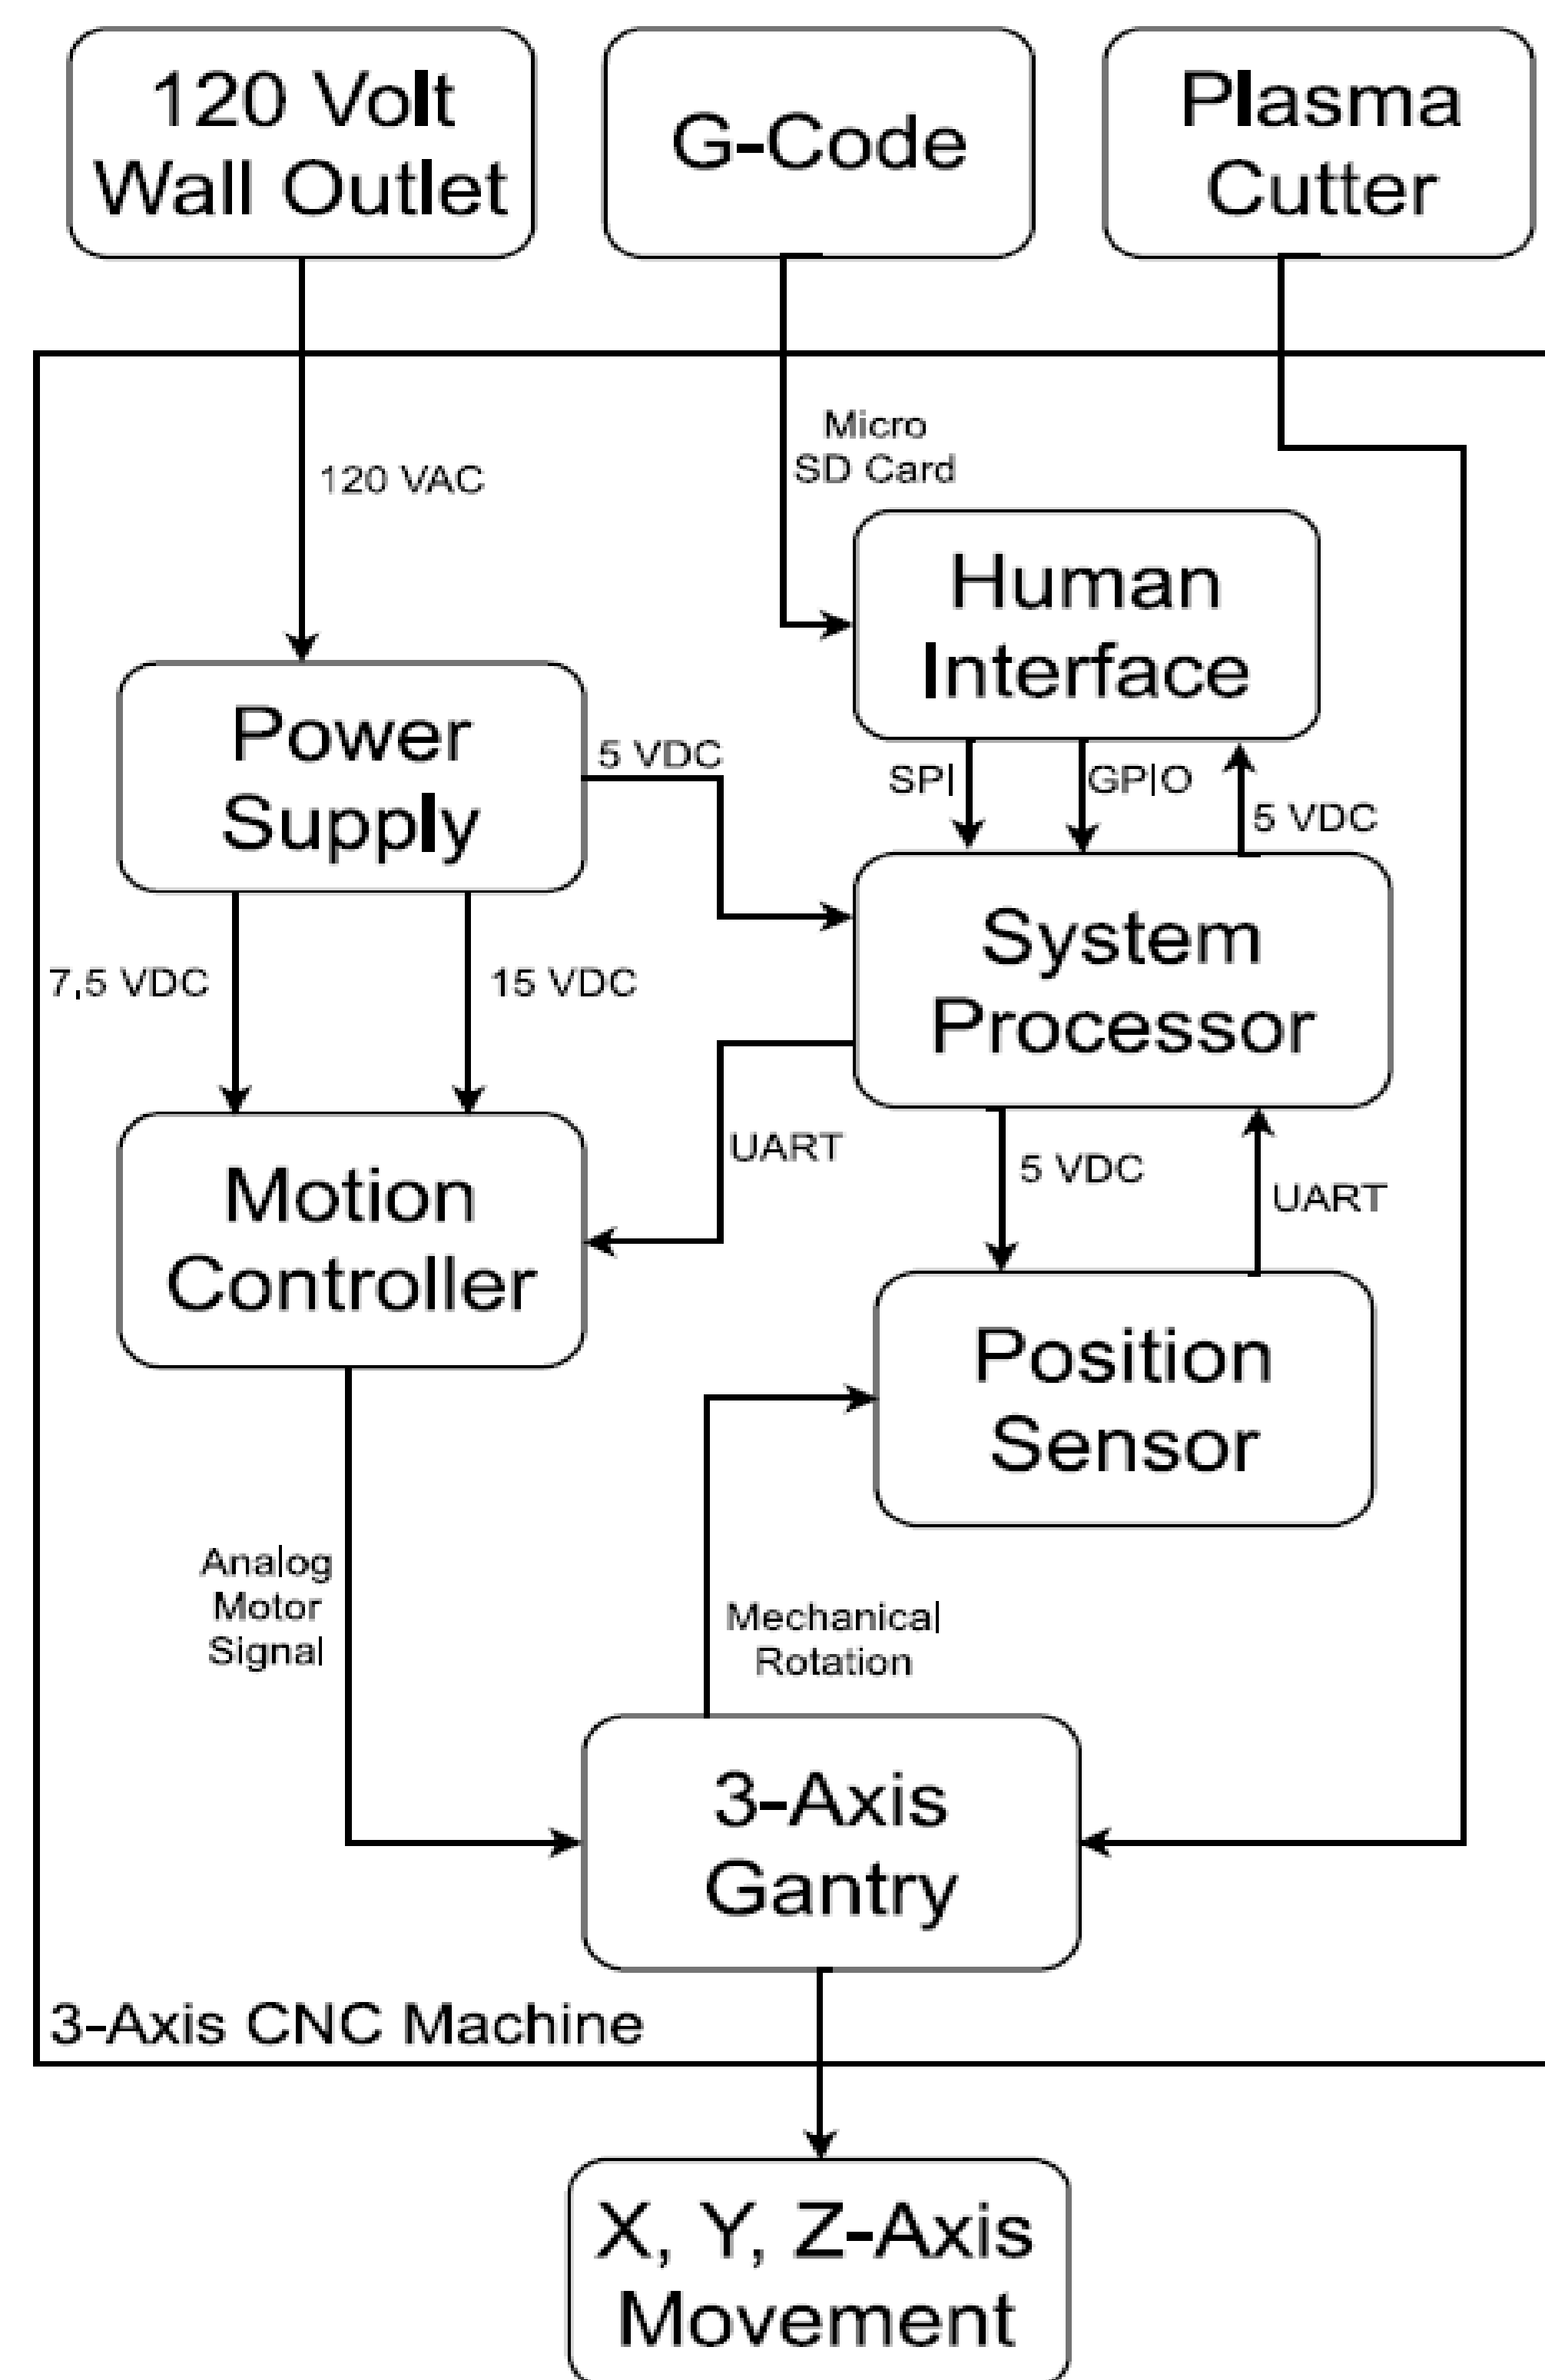 120 Volt
Wall Outlet
G-Code
Plasma
Cutter
120 VAC
Micro
SD Card
Human
Interface
Power
Supply
5 VDC
SPI
GPIO
5 VDC
System
Processor
7,5 VDC
15 VDC
UART
5 VDC
UART
Motion
Controller
Position
Sensor
Analog
Motor
Signal
Mechanical
Rotation
3-Axis
Gantry
3-Axis CNC Machine
X, Y, Z-Axis
Movement